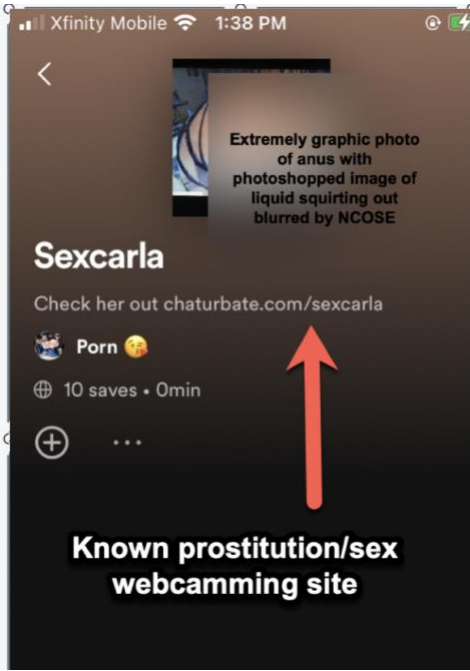 Xfinity Mobile 1:38 PM
Extremely graphic photo
of anus with
photoshopped image of
liquid squirting out
blurred by NCOSE
Sexcarla
Check her out chaturbate.com/sexcarla
Porn 😘
10 saves • 0min
Known prostitution/sex
webcamming site